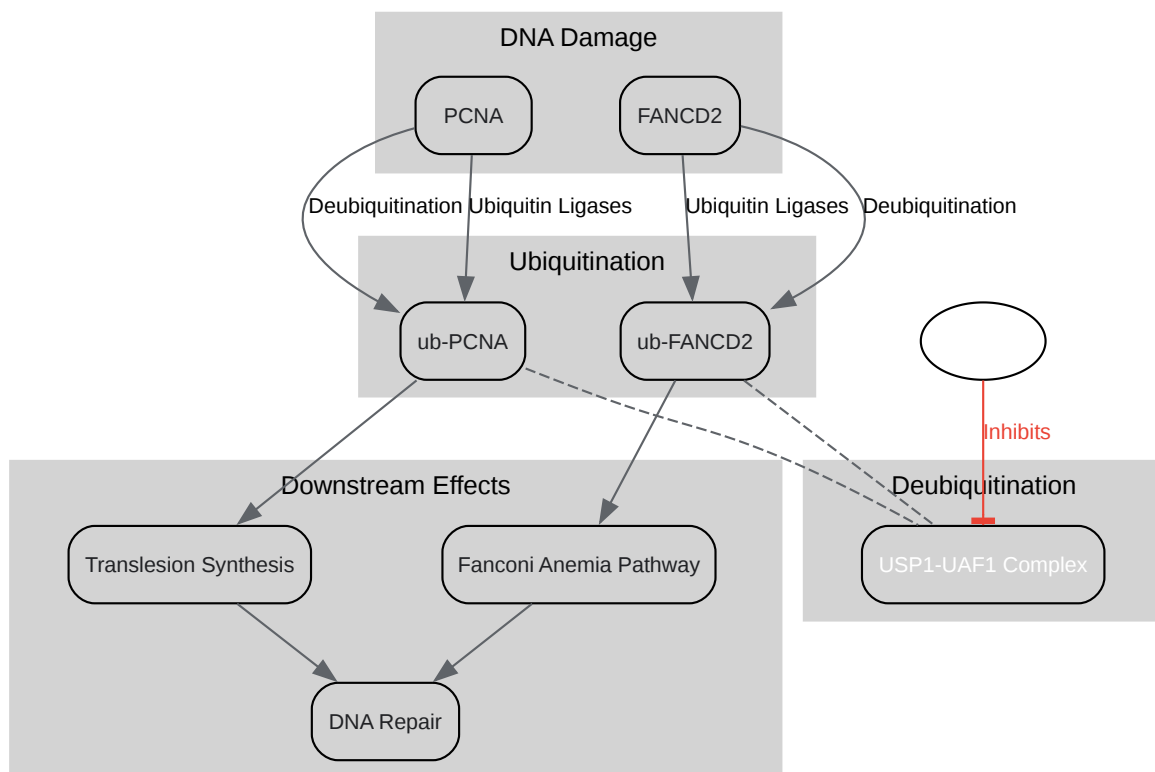 DNA Damage
PCNA
FANCD2
Deubiquitination
Ubiquitin Ligases
Ubiquitin Ligases
Deubiquitination
Ubiquitination
ub-PCNA
ub-FANCD2
Inhibits
Downstream Effects
Deubiquitination
Translesion Synthesis
Fanconi Anemia Pathway
USP1-UAF1 Complex
DNA Repair